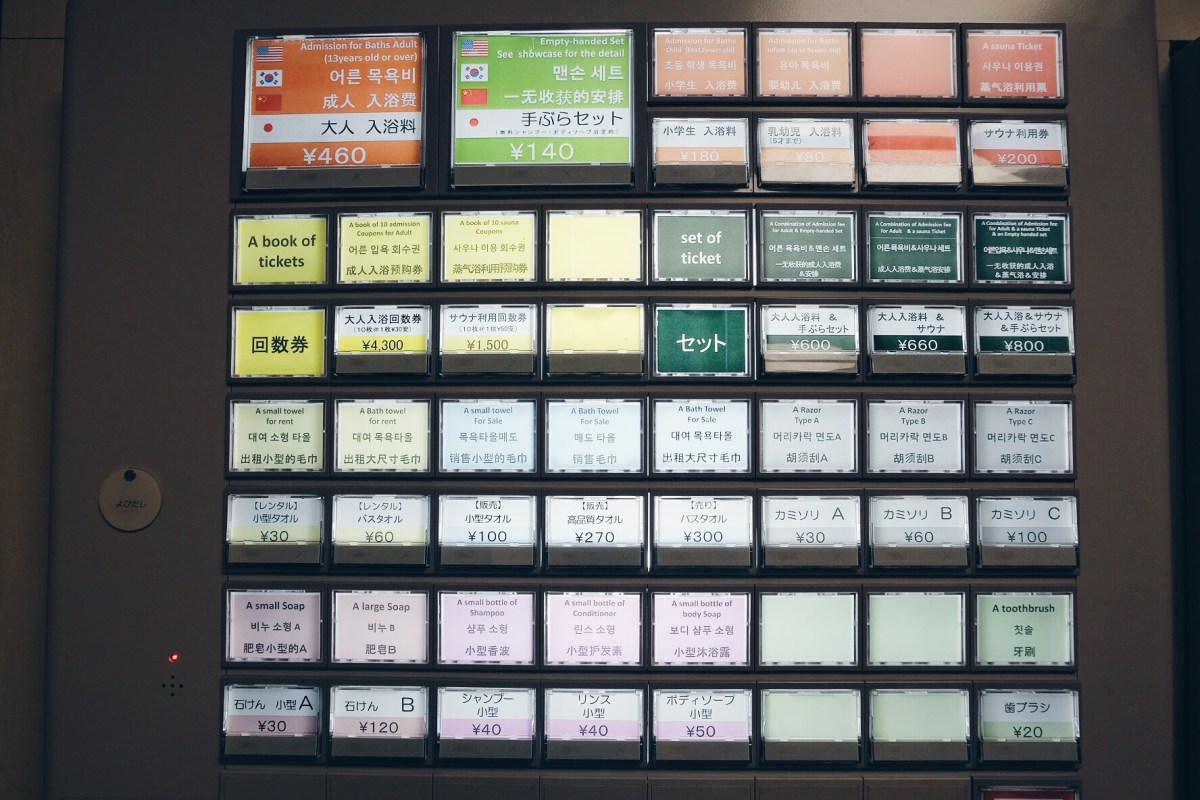 Admission for Baths Adult
(13years old or over)
어른 목욕비
成人 入浴费
大人 入浴料
¥460
Empty-handed Set
See showcase for the detail
맨손 세트
一无收获的安排
手ぶらセット
¥140
Admission for Baths
초등 학생 목욕비
小学生 入浴费
小学生 入浴料
¥180
Admission for Baths
유아 목욕비
婴幼儿 入浴费
乳幼児 入浴料
(5才まで)
¥80
A sauna Ticket
사우나 이용권
蒸气浴利用票
サウナ利用券
¥200
A book of
tickets
回数券
A book of 10 admission
Coupons for Adult
어른 입욕 회수권
成人入浴预购券
大人入浴回数券
¥4,300
A book of 10 sauna
Coupons
사우나 이용 회수권
蒸气浴利用预购券
サウナ利用回数券
¥1,500
set of
ticket
セット
A Combination of Admission fee
for Adult & Empty-handed set
어른 목욕비&맨손 세트
一无收获的成人入浴费
&安排
大人入浴料 &
手ぶらセット
¥600
A Combination of Admission fee
for Adult & a sauna Ticket
어른목욕비&사우나세트
成人入浴费&蒸气浴安排
大人入浴料 &
サウナ
¥660
A Combination of Admission fee
for Adult & a sauna Ticket
& an Empty-handed set
어른입욕&사우나&맨손세트
一无收获的成人入浴
&蒸气浴&安排
大人入浴&サウナ
&手ぶらセット
¥800
A small towel
for rent
대여 소형 타올
出租小型的毛巾
【レンタル】
小型タオル
¥30
A Bath towel
for rent
대여 목욕타올
出租大尺寸毛巾
【レンタル】
バスタオル
¥60
A small towel
For Sale
목욕타올매도
销售小型的毛巾
【販売】
小型タオル
¥100
A Bath Towel
For Sale
매도 타올
销售毛巾
【販売】
高品質タオル
¥270
A Bath Towel
For Sale
대여 목욕타올
出租大尺寸毛巾
【売り】
バスタオル
¥300
A Razor
Type A
머리카락 면도A
胡须刮A
カミソリ A
¥30
A Razor
Type B
머리카락 면도B
胡须刮B
カミソリ B
¥60
A Razor
Type C
머리카락 면도C
胡须刮C
カミソリ C
¥100
よびだし
A small Soap
비누 소형 A
肥皂小型的A
石けん 小型A
¥30
A large Soap
비누 B
肥皂B
石けん B
¥120
A small bottle of
Shampoo
샴푸 소형
小型香波
シャンプー
小型
¥40
A small bottle of
Conditioner
린스 소형
小型护发素
リンス
小型
¥40
A small bottle of
body Soap
보디 샴푸 소형
小型沐浴露
ボディソープ
小型
¥50
A toothbrush
칫솔
牙刷
歯ブラシ
¥20